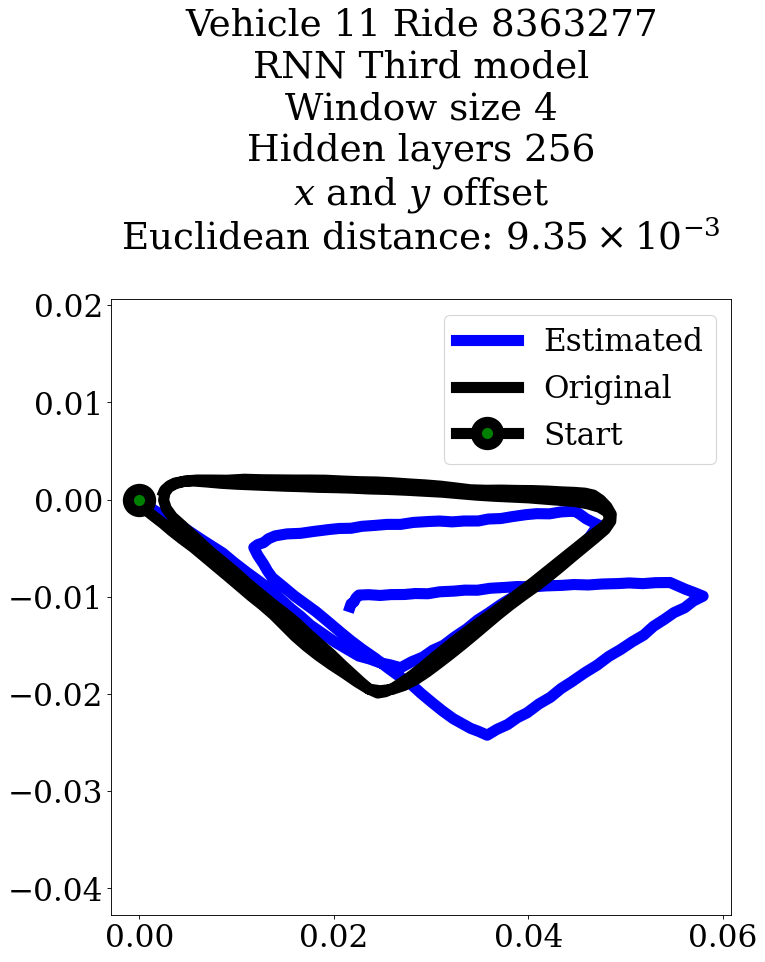 Vehicle 11 Ride 8363277
RNN Third model
Window size 4
Hidden layers 256
x and y offset
Euclidean distance: 9.35 × 10⁻³
0.02
0.01
0.00
−0.01
−0.02
−0.03
−0.04
Estimated
Original
Start
0.00 0.02 0.04 0.06